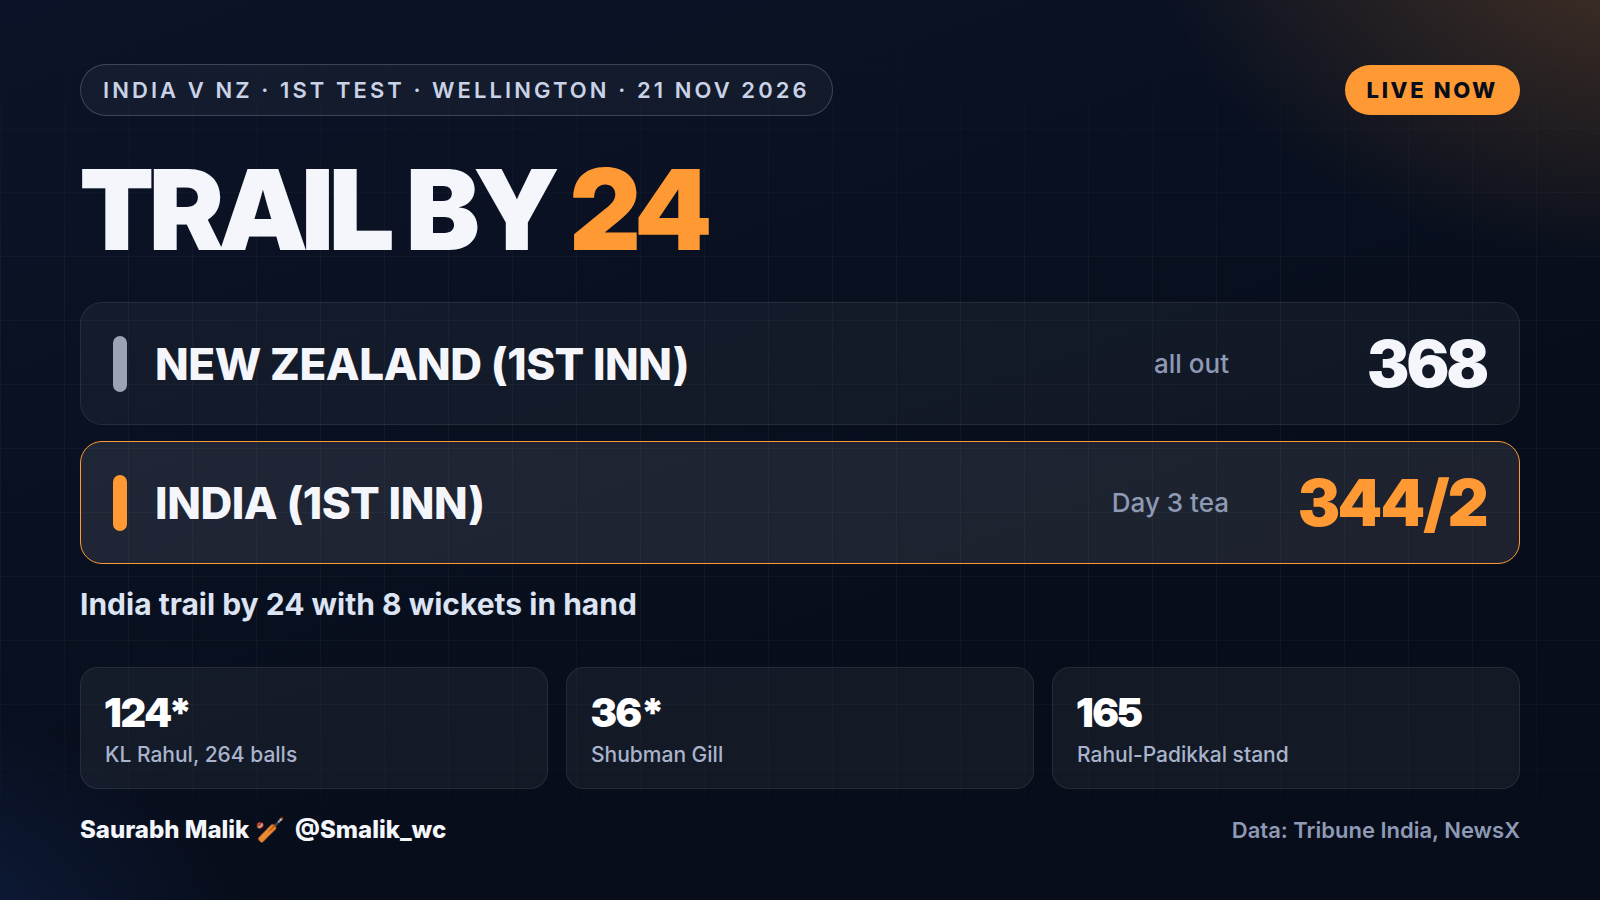 INDIA V NZ · 1ST TEST · WELLINGTON · 21 NOV 2026
LIVE NOW
TRAIL BY 24
NEW ZEALAND (1ST INN)
all out
368
INDIA (1ST INN)
Day 3 tea
344/2
India trail by 24 with 8 wickets in hand
124*
KL Rahul, 264 balls
36*
Shubman Gill
165
Rahul-Padikkal stand
Saurabh Malik 🏏 @Smalik_wc
Data: Tribune India, NewsX